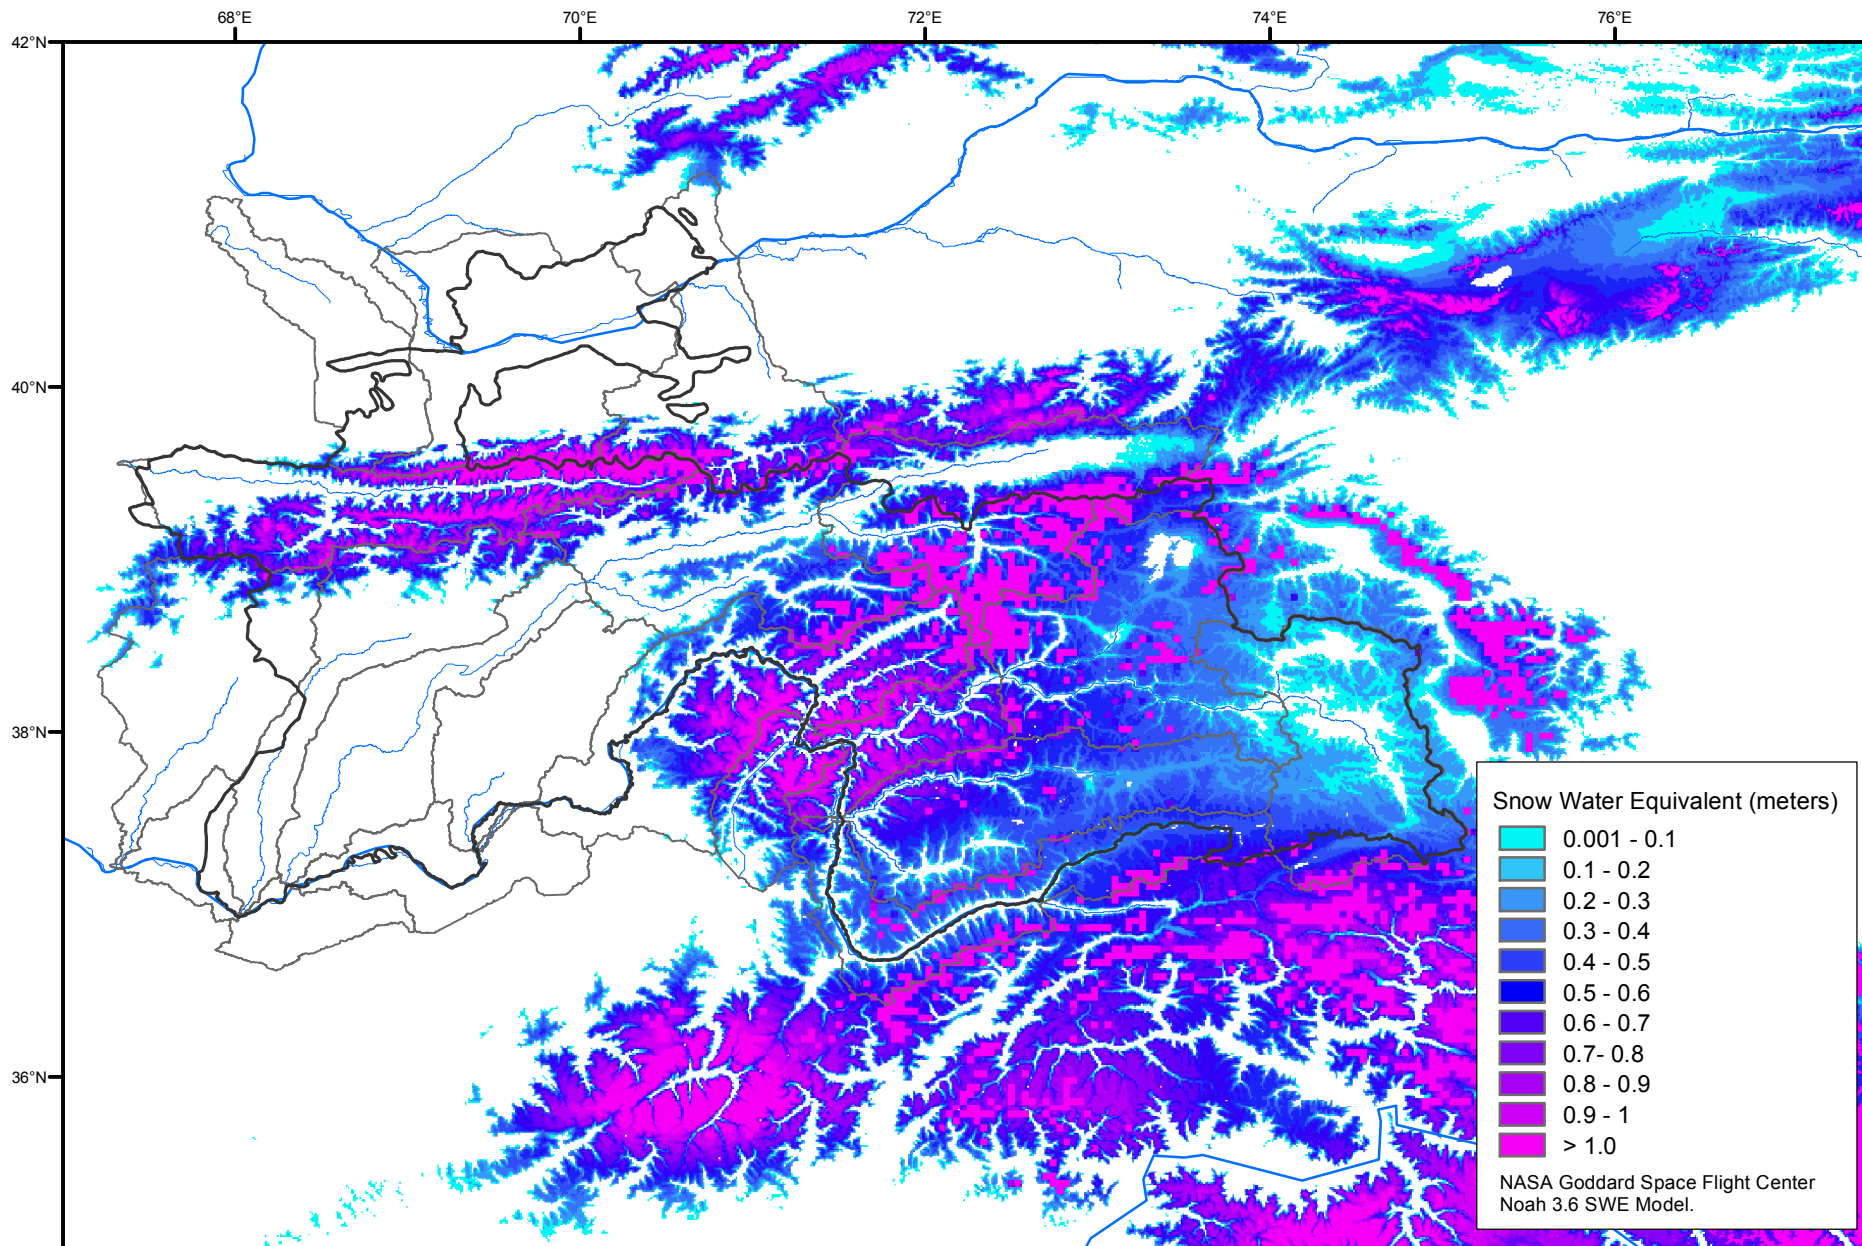 68°E
70°E
72°E
74°E
76°E
42°N
40°N
38°N
36°N
Snow Water Equivalent (meters)
0.001 - 0.1
0.1 - 0.2
0.2 - 0.3
0.3 - 0.4
0.4 - 0.5
0.5 - 0.6
0.6 - 0.7
0.7- 0.8
0.8 - 0.9
0.9 - 1
> 1.0
NASA Goddard Space Flight Center
Noah 3.6 SWE Model.